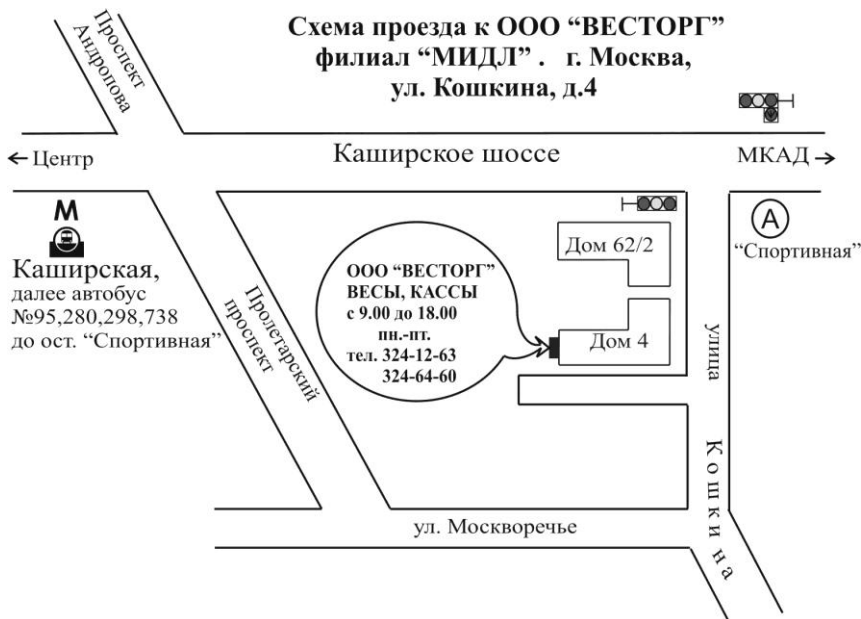 Схема проезда к ООО “ВЕСТОРГ”
филиал “МИДЛ” . г. Москва,
ул. Кошкина, д.4
Проспект
Андропова
← Центр
Каширское шоссе
МКАД →
М
Каширская,
далее автобус
№95,280,298,738
до ост. “Спортивная”
Пролетарский
проспект
ООО “ВЕСТОРГ”
ВЕСЫ, КАССЫ
с 9.00 до 18.00
пн.-пт.
тел. 324-12-63
324-64-60
Дом 62/2
Дом 4
А
“Спортивная”
улица Кошкина
ул. Москворечье